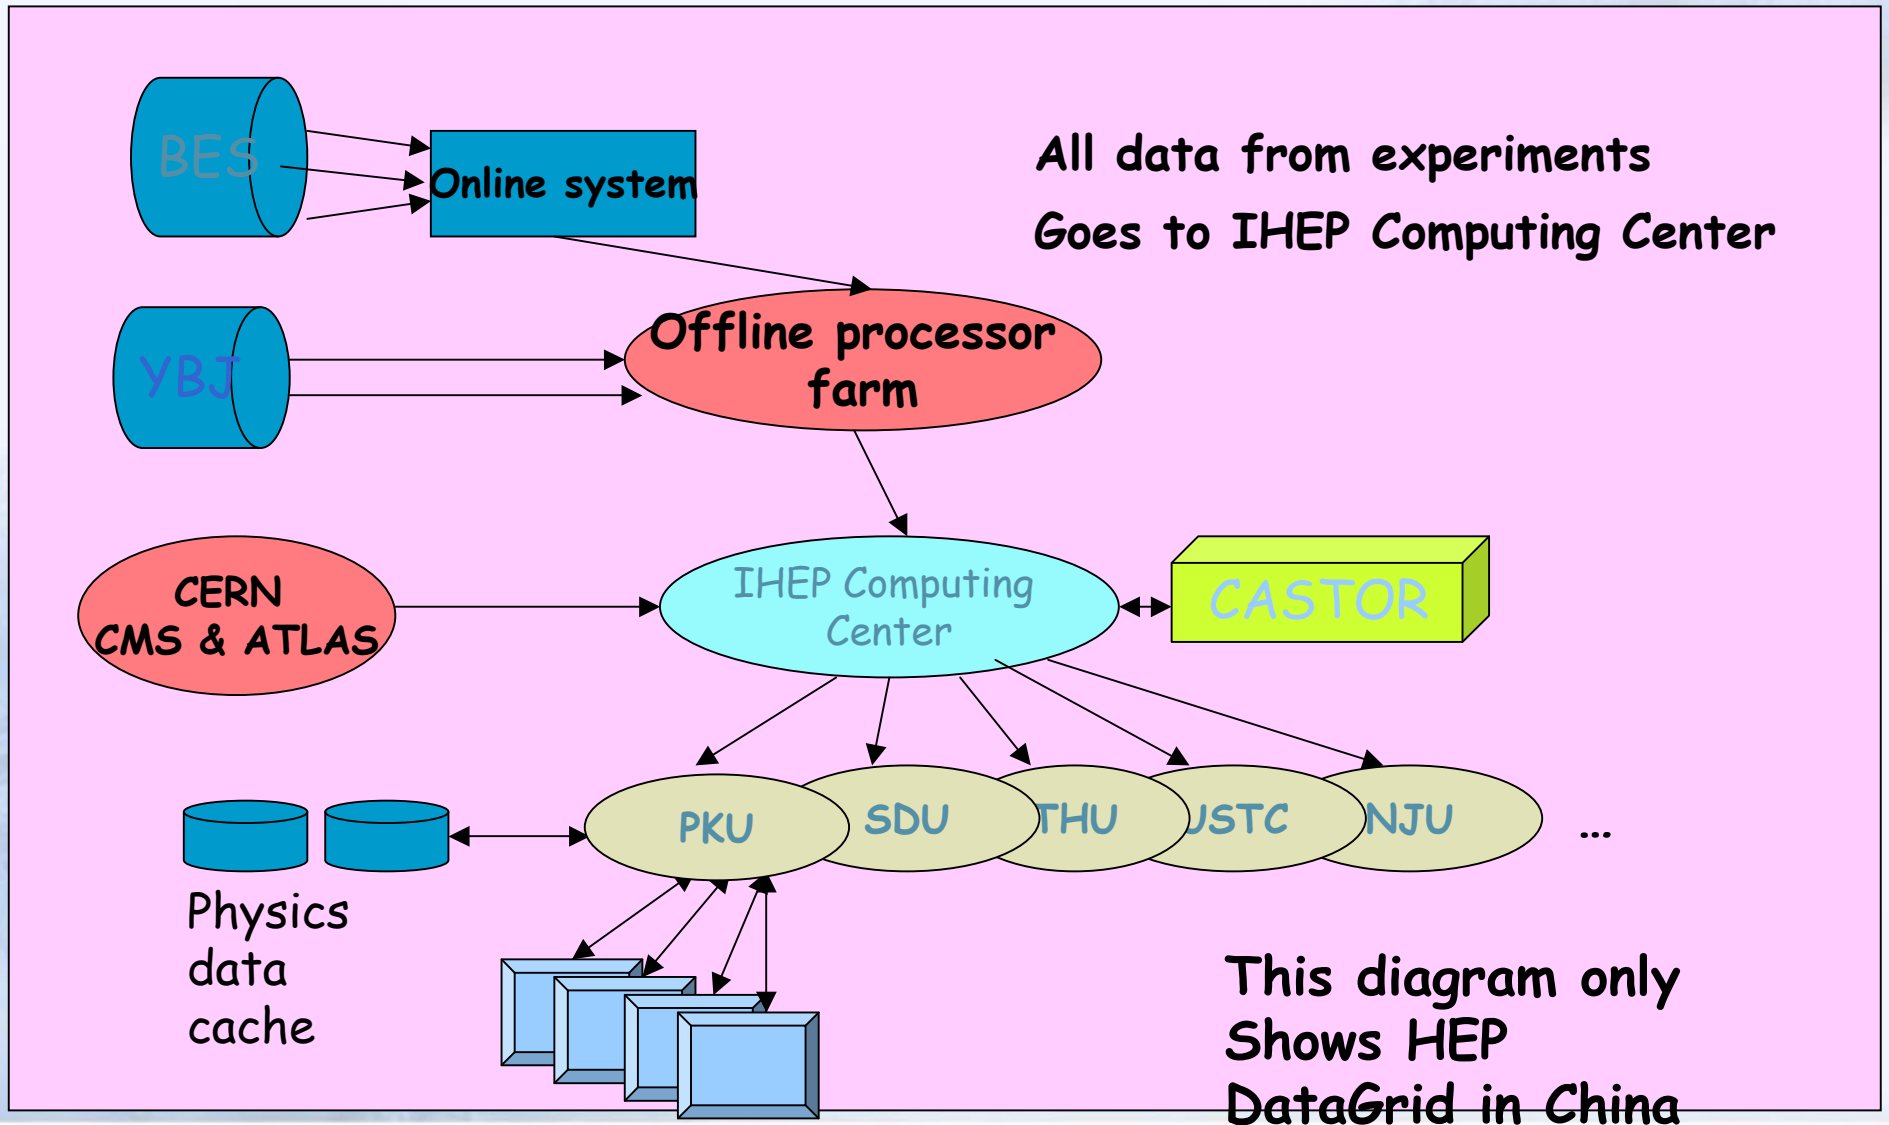 BES
Online system
All data from experiments
Goes to IHEP Computing Center
YBJ
Offline processor
farm
CERN
CMS & ATLAS
IHEP Computing
Center
CASTOR
PKU
SDU
THU
USTC
NJU
...
Physics
data
cache
This diagram only
Shows HEP
DataGrid in China